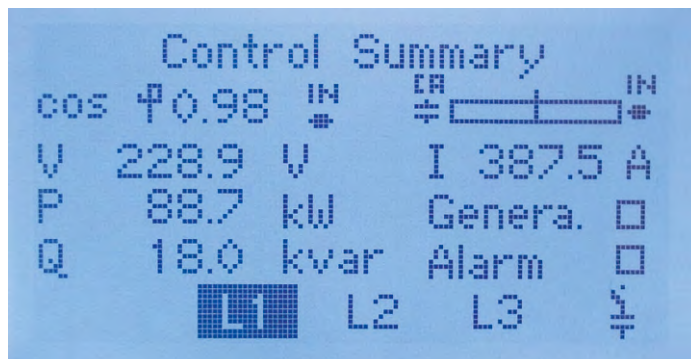 Control Summary
cos φ 0.98 IN CA IN
V 228.9 V I 387.5 A
P 88.7 kW Genera.
Q 18.0 kvar Alarm
L1 L2 L3